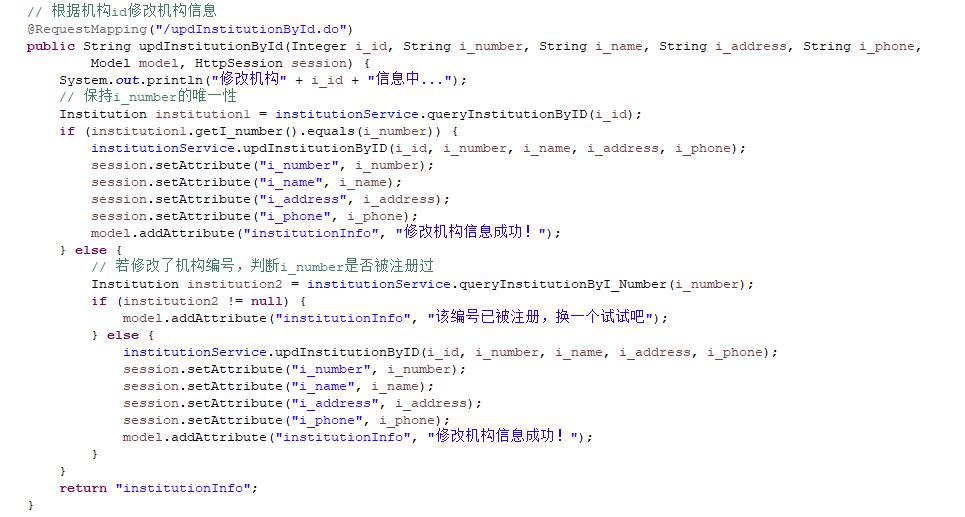 // 根据机构id修改机构信息
@RequestMapping("/updInstitutionById.do")
public String updInstitutionById(Integer i_id, String i_number, String i_name, String i_address, String i_phone,
Model model, HttpSession session) {
System.out.println("修改机构" + i_id + "信息中...");
// 保持i_number的唯一性
Institution institution1 = institutionService.queryInstitutionByID(i_id);
if (institution1.getI_number().equals(i_number)) {
institutionService.updInstitutionByID(i_id, i_number, i_name, i_address, i_phone);
session.setAttribute("i_number", i_number);
session.setAttribute("i_name", i_name);
session.setAttribute("i_address", i_address);
session.setAttribute("i_phone", i_phone);
model.addAttribute("institutionInfo", "修改机构信息成功！");
} else {
// 若修改了机构编号，判断i_number是否被注册过
Institution institution2 = institutionService.queryInstitutionByI_Number(i_number);
if (institution2 != null) {
model.addAttribute("institutionInfo", "该编号已被注册，换一个试试吧");
} else {
institutionService.updInstitutionByID(i_id, i_number, i_name, i_address, i_phone);
session.setAttribute("i_number", i_number);
session.setAttribute("i_name", i_name);
session.setAttribute("i_address", i_address);
session.setAttribute("i_phone", i_phone);
model.addAttribute("institutionInfo", "修改机构信息成功！");
}
}
return "institutionInfo";
}